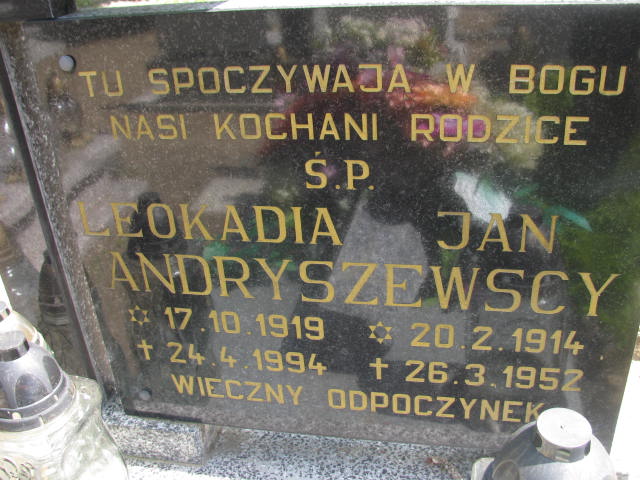 TU SPOCZYWAJĄ W BOGU
NASI KOCHANI RODZICE
Ś.P.
LEOKADIA JAN
ANDRYSZEWSCY
✡ 17.10.1919 ✡ 20.2.1914
† 24.4.1994 † 26.3.1952
WIECZNY ODPOCZYNEK